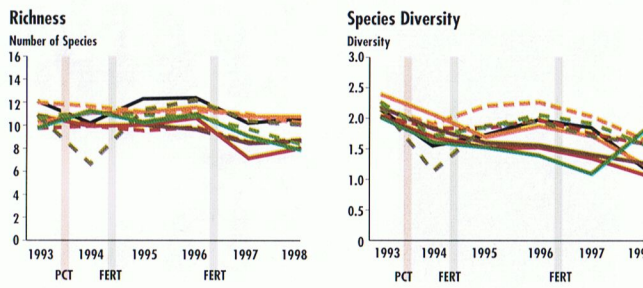 Richness
Number of Species
16
14
12
10
8
6
4
2
0
1993 1994 1995 1996 1997 1998
PCT FERT FERT
Species Diversity
Diversity
3.0
2.5
2.0
1.5
1.0
0.5
0
1993 1994 1995 1996 1997 199
PCT FERT FERT